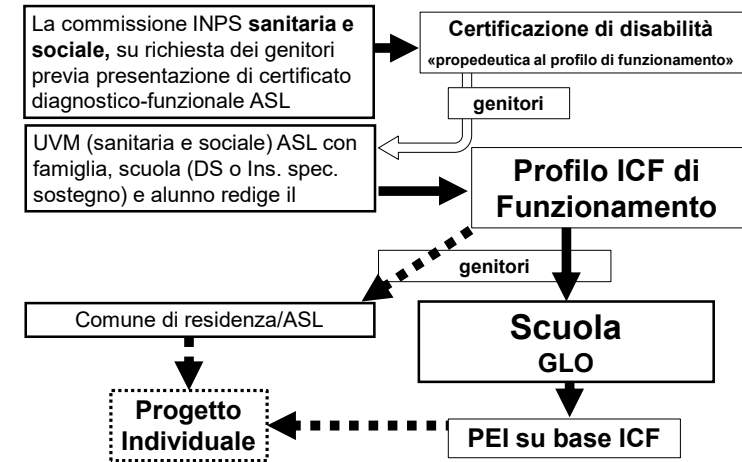 La commissione INPS sanitaria e
sociale, su richiesta dei genitori
previa presentazione di certificato
diagnostico-funzionale ASL
Certificazione di disabilità
«propedeutica al profilo di funzionamento»
genitori
UVM (sanitaria e sociale) ASL con
famiglia, scuola (DS o Ins. spec.
sostegno) e alunno redige il
Profilo ICF di
Funzionamento
genitori
Comune di residenza/ASL
Scuola
GLO
Progetto
Individuale
PEI su base ICF